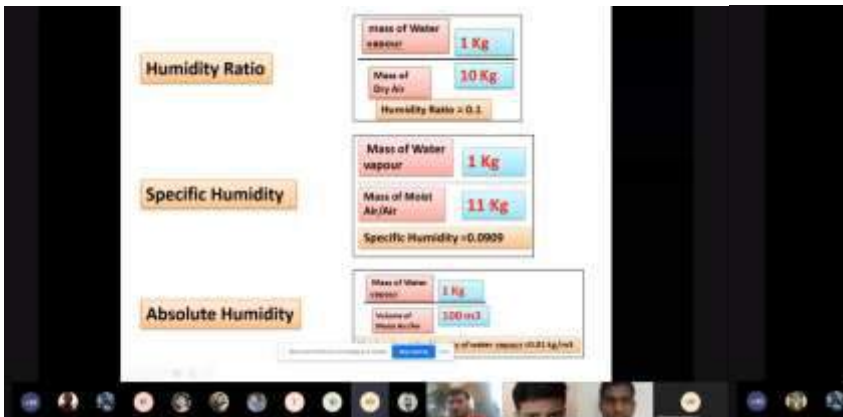 Humidity Ratio
mass of Water
vapour
1 Kg
Mass of
Dry Air
10 Kg
Humidity Ratio = 0.1
Specific Humidity
Mass of Water
vapour
1 Kg
Mass of Moist
Air/Air
11 Kg
Specific Humidity =0.0909
Absolute Humidity
Mass of Water
vapour
1 Kg
Volume of
Moist Air/Air
100 m3
of water vapour =0.01 kg/m3